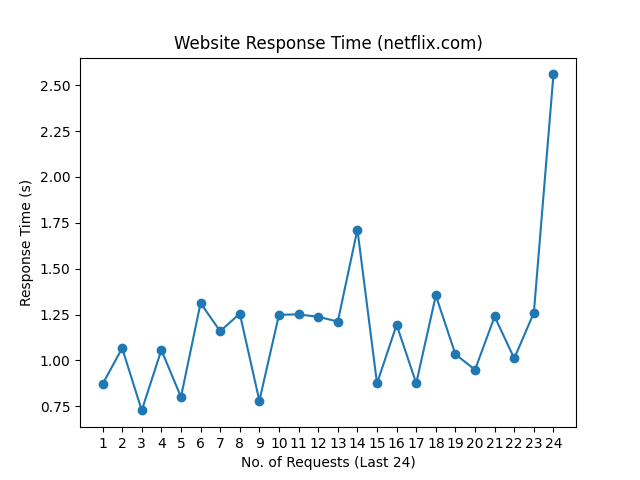 Website Response Time (netflix.com)
Response Time (s)
2.50
2.25
2.00
1.75
1.50
1.25
1.00
0.75
1 2 3 4 5 6 7 8 9 10 11 12 13 14 15 16 17 18 19 20 21 22 23 24
No. of Requests (Last 24)